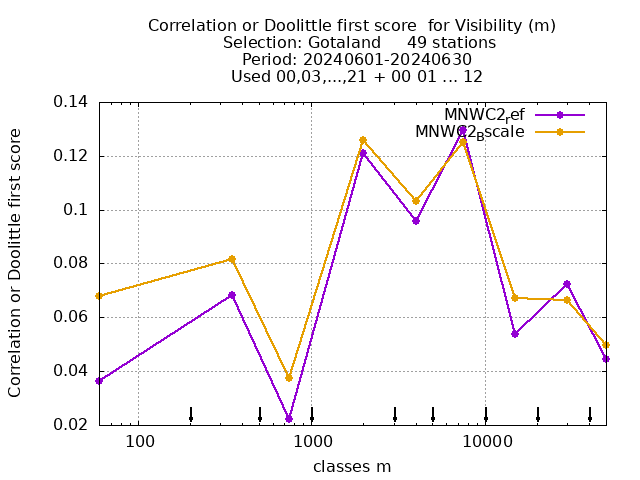 Correlation or Doolittle first score  for Visibility (m)
Selection: Gotaland     49 stations
Period: 20240601-20240630
Used 00,03,...,21 + 00 01 ... 12
MNWC2ref
MNWC2Bscale
0.14
0.12
0.1
0.08
0.06
0.04
0.02
Correlation or Doolittle first score
100 1000 10000
classes m